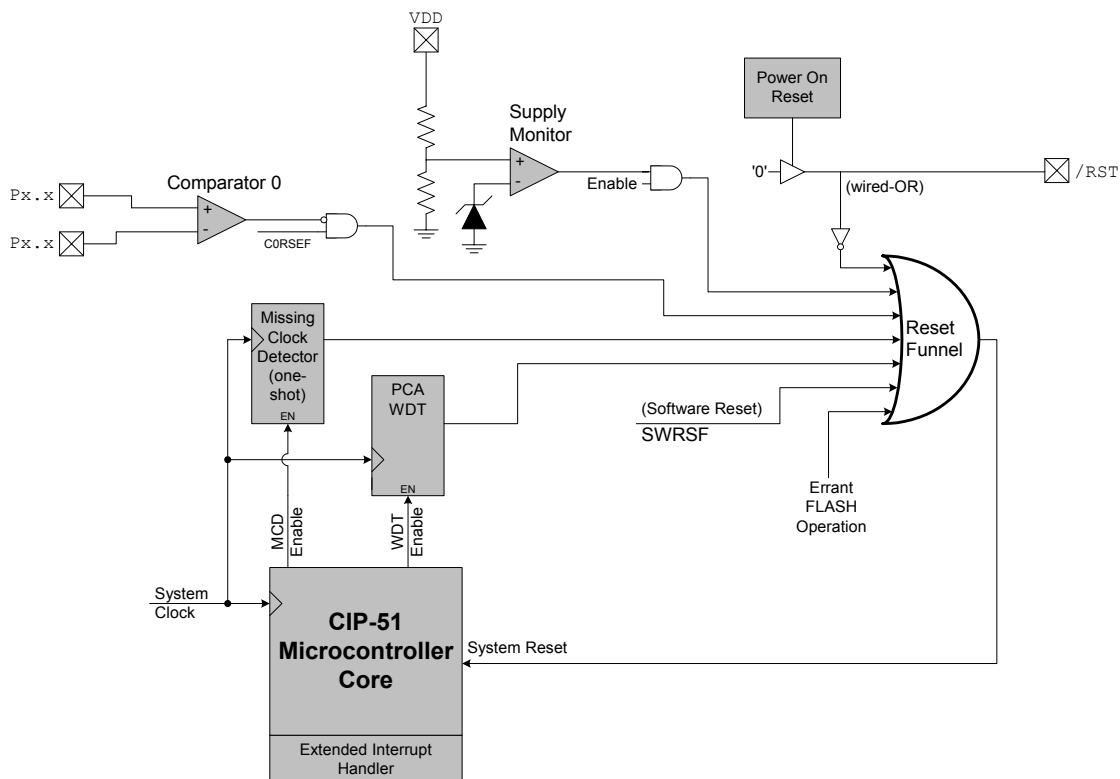 VDD
Power On
Reset
Supply
Monitor
+
-
Enable
'0'
(wired-OR)
/RST
Comparator 0
Px.x
Px.x
+
-
C0RSEF
Missing
Clock
Detector
(one-
shot)
EN
PCA
WDT
EN
Reset
Funnel
(Software Reset)
SWRSF
Errant
FLASH
Operation
MCD
Enable
WDT
Enable
System
Clock
CIP-51
Microcontroller
Core
System Reset
Extended Interrupt
Handler